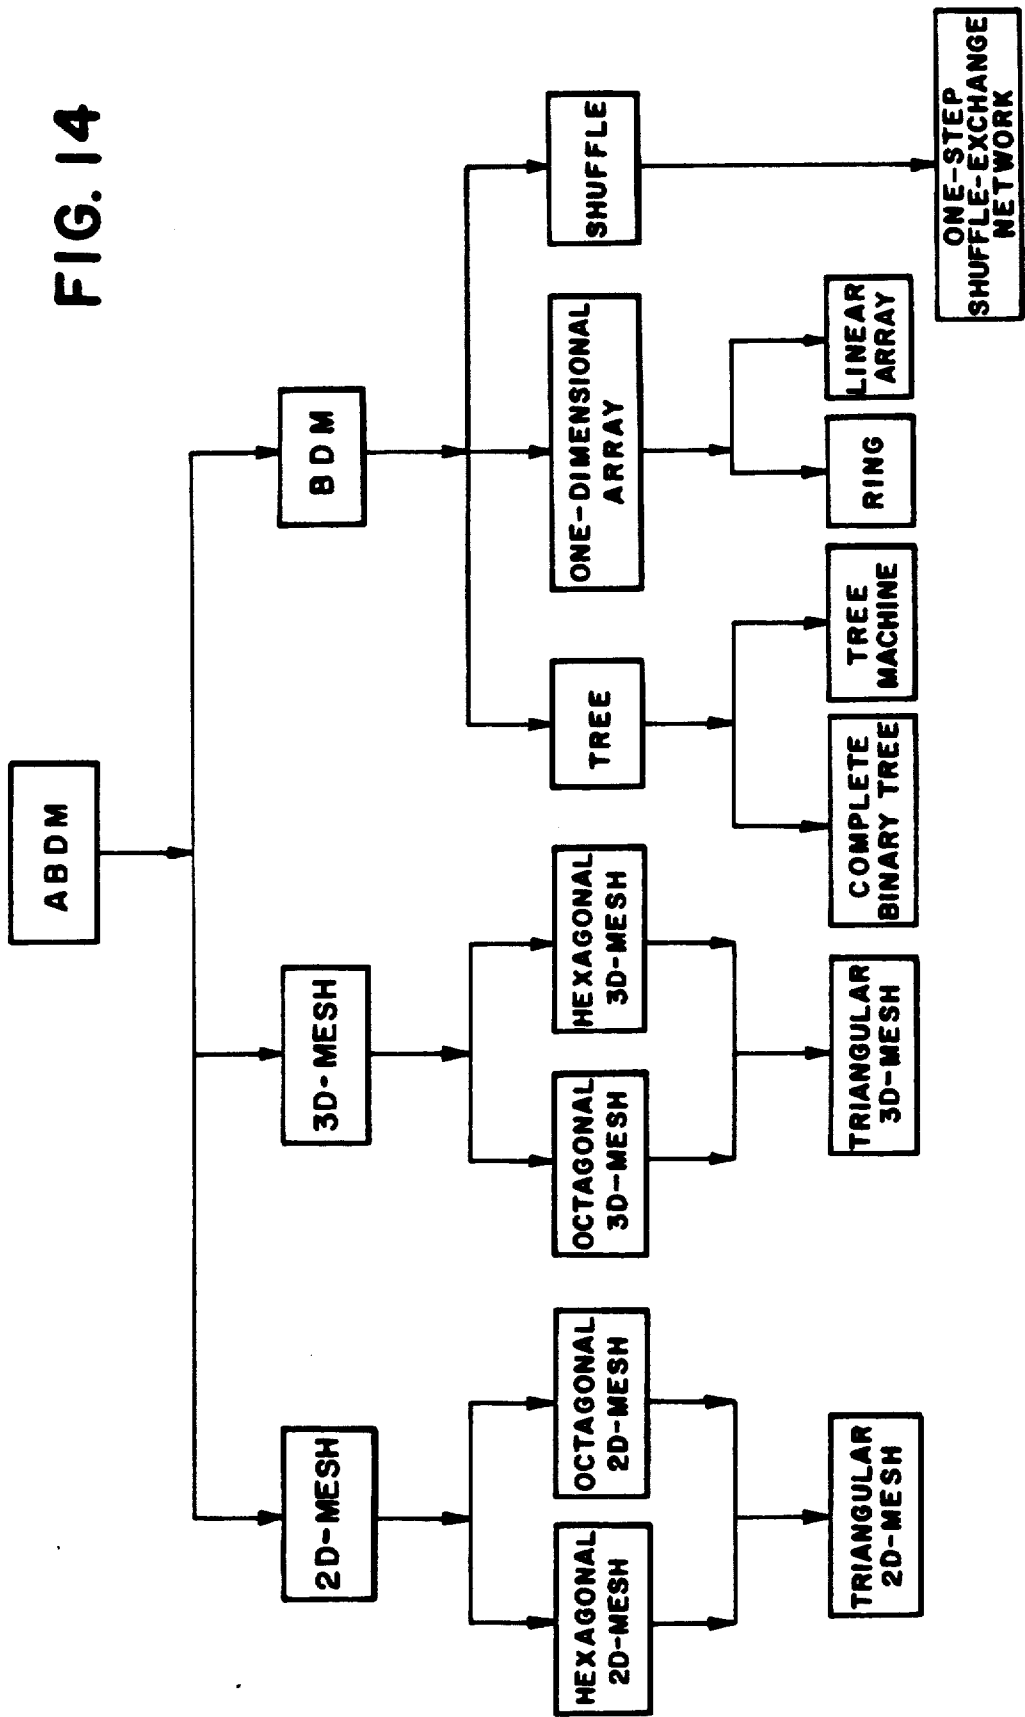 FIG. 14
ABDM
2D-MESH
3D-MESH
BDM
HEXAGONAL
2D-MESH
OCTAGONAL
2D-MESH
OCTAGONAL
3D-MESH
HEXAGONAL
3D-MESH
TREE
ONE-DIMENSIONAL
ARRAY
SHUFFLE
TRIANGULAR
2D-MESH
TRIANGULAR
3D-MESH
COMPLETE
BINARY TREE
TREE
MACHINE
RING
LINEAR
ARRAY
ONE-STEP
SHUFFLE-EXCHANGE
NETWORK